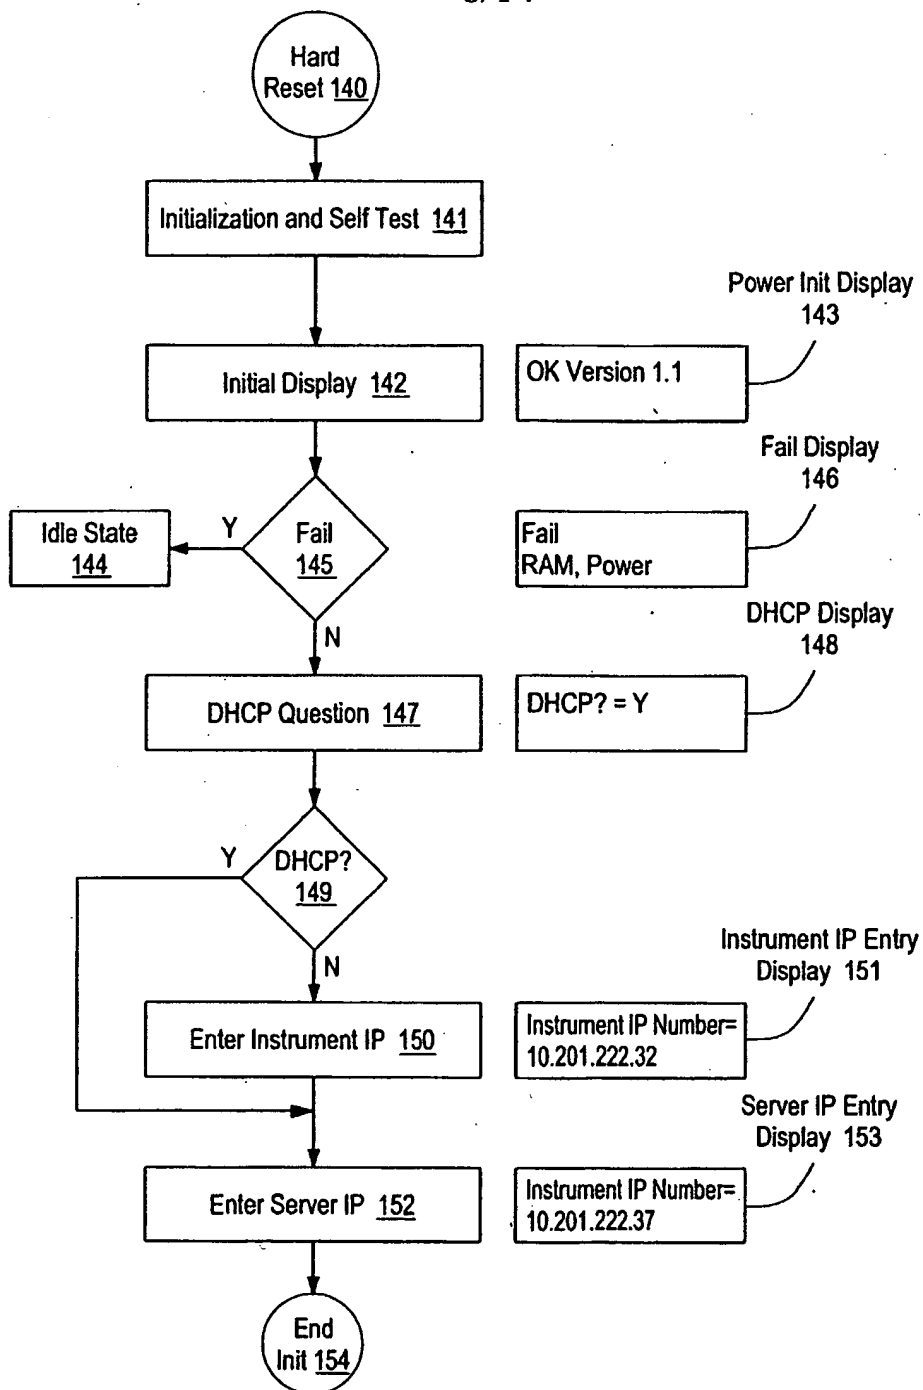 Hard
Reset 140
Initialization and Self Test 141
Power Init Display
143
Initial Display 142
OK Version 1.1
Fail Display
146
Idle State
144
Y
Fail
145
Fail
RAM, Power
N
DHCP Display
148
DHCP Question 147
DHCP? = Y
Y
DHCP?
149
N
Instrument IP Entry
Display 151
Enter Instrument IP 150
Instrument IP Number=
10.201.222.32
Server IP Entry
Display 153
Enter Server IP 152
Instrument IP Number=
10.201.222.37
End
Init 154